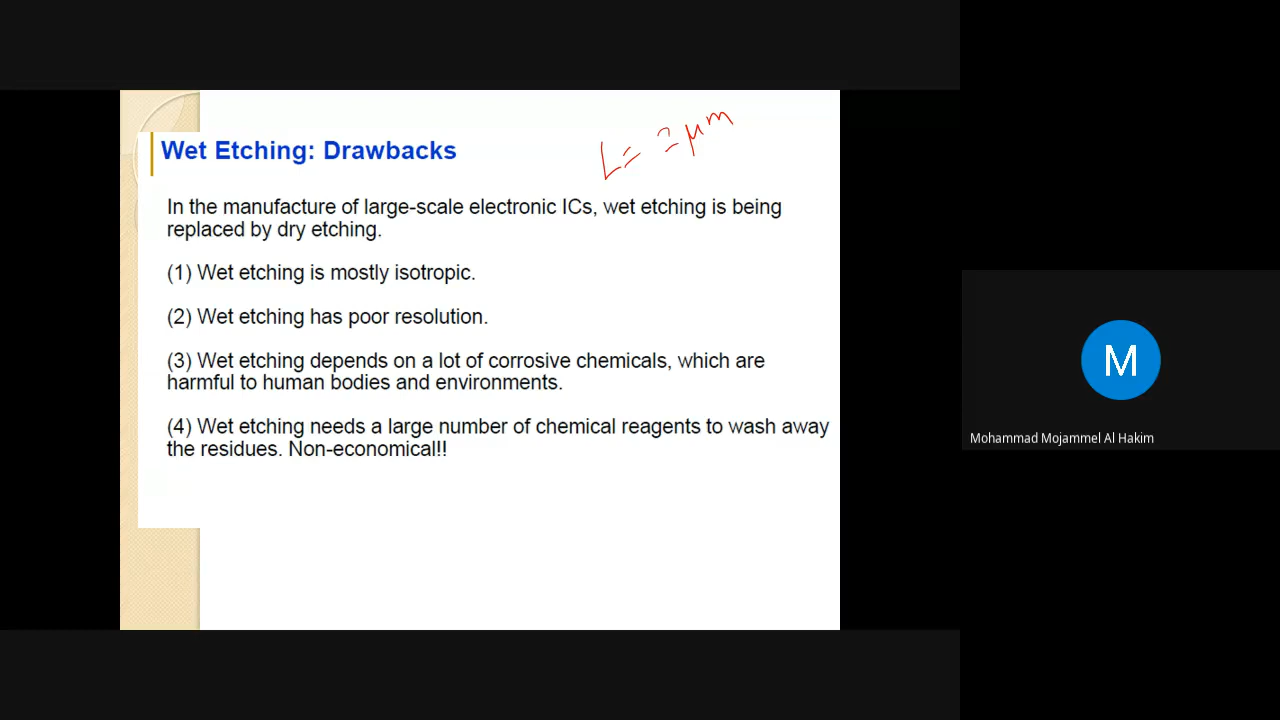 Wet Etching: Drawbacks
L = 2 μm
In the manufacture of large-scale electronic ICs, wet etching is being
replaced by dry etching.
(1) Wet etching is mostly isotropic.
(2) Wet etching has poor resolution.
(3) Wet etching depends on a lot of corrosive chemicals, which are
harmful to human bodies and environments.
(4) Wet etching needs a large number of chemical reagents to wash away
the residues. Non-economical!!
M
Mohammad Mojammel Al Hakim